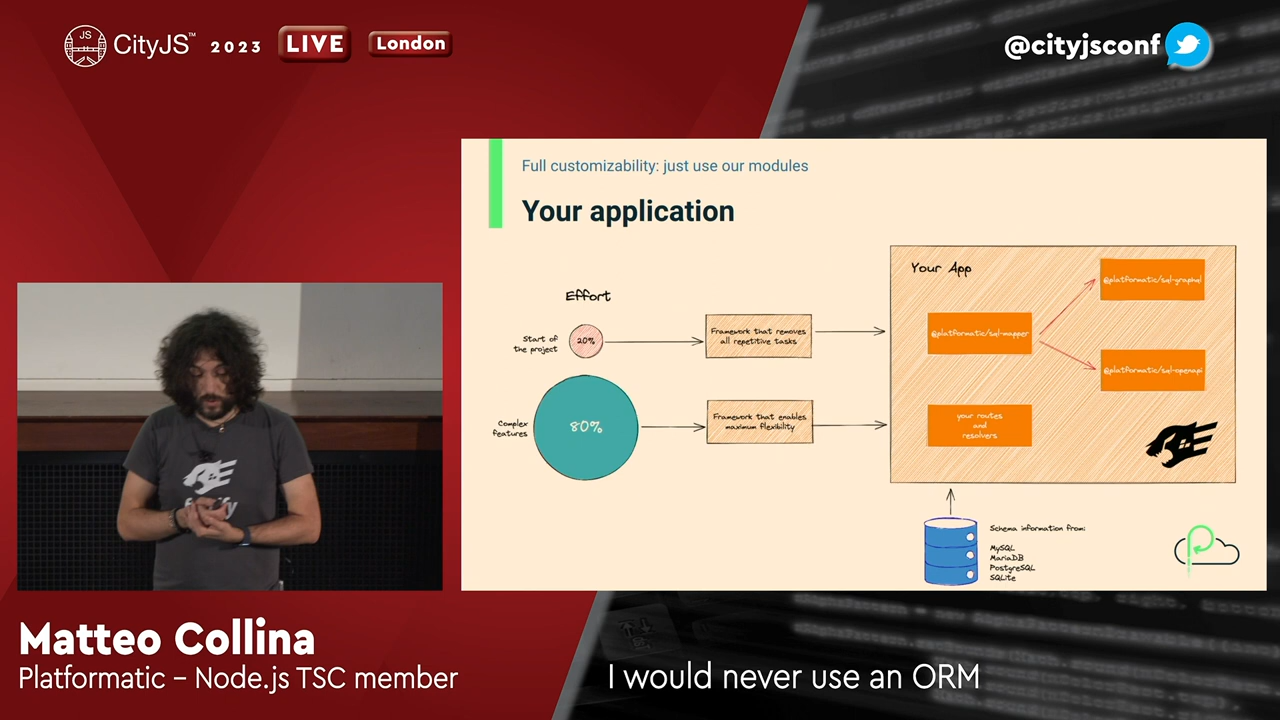 JS
CityJS™ 2023 LIVE London
@cityjsconf
Full customizability: just use our modules
Your application
Effort
Start of
the project
20%
Framework that removes
all repetitive tasks
Complex
features
80%
Framework that enables
maximum flexibility
Your App
@platformatic/sql-mapper
@platformatic/sql-graphql
@platformatic/sql-openapi
your routes
and
resolvers
Schema information from:
MySQL
MariaDB
PostgreSQL
SQLite
Matteo Collina
Platformatic – Node.js TSC member
I would never use an ORM